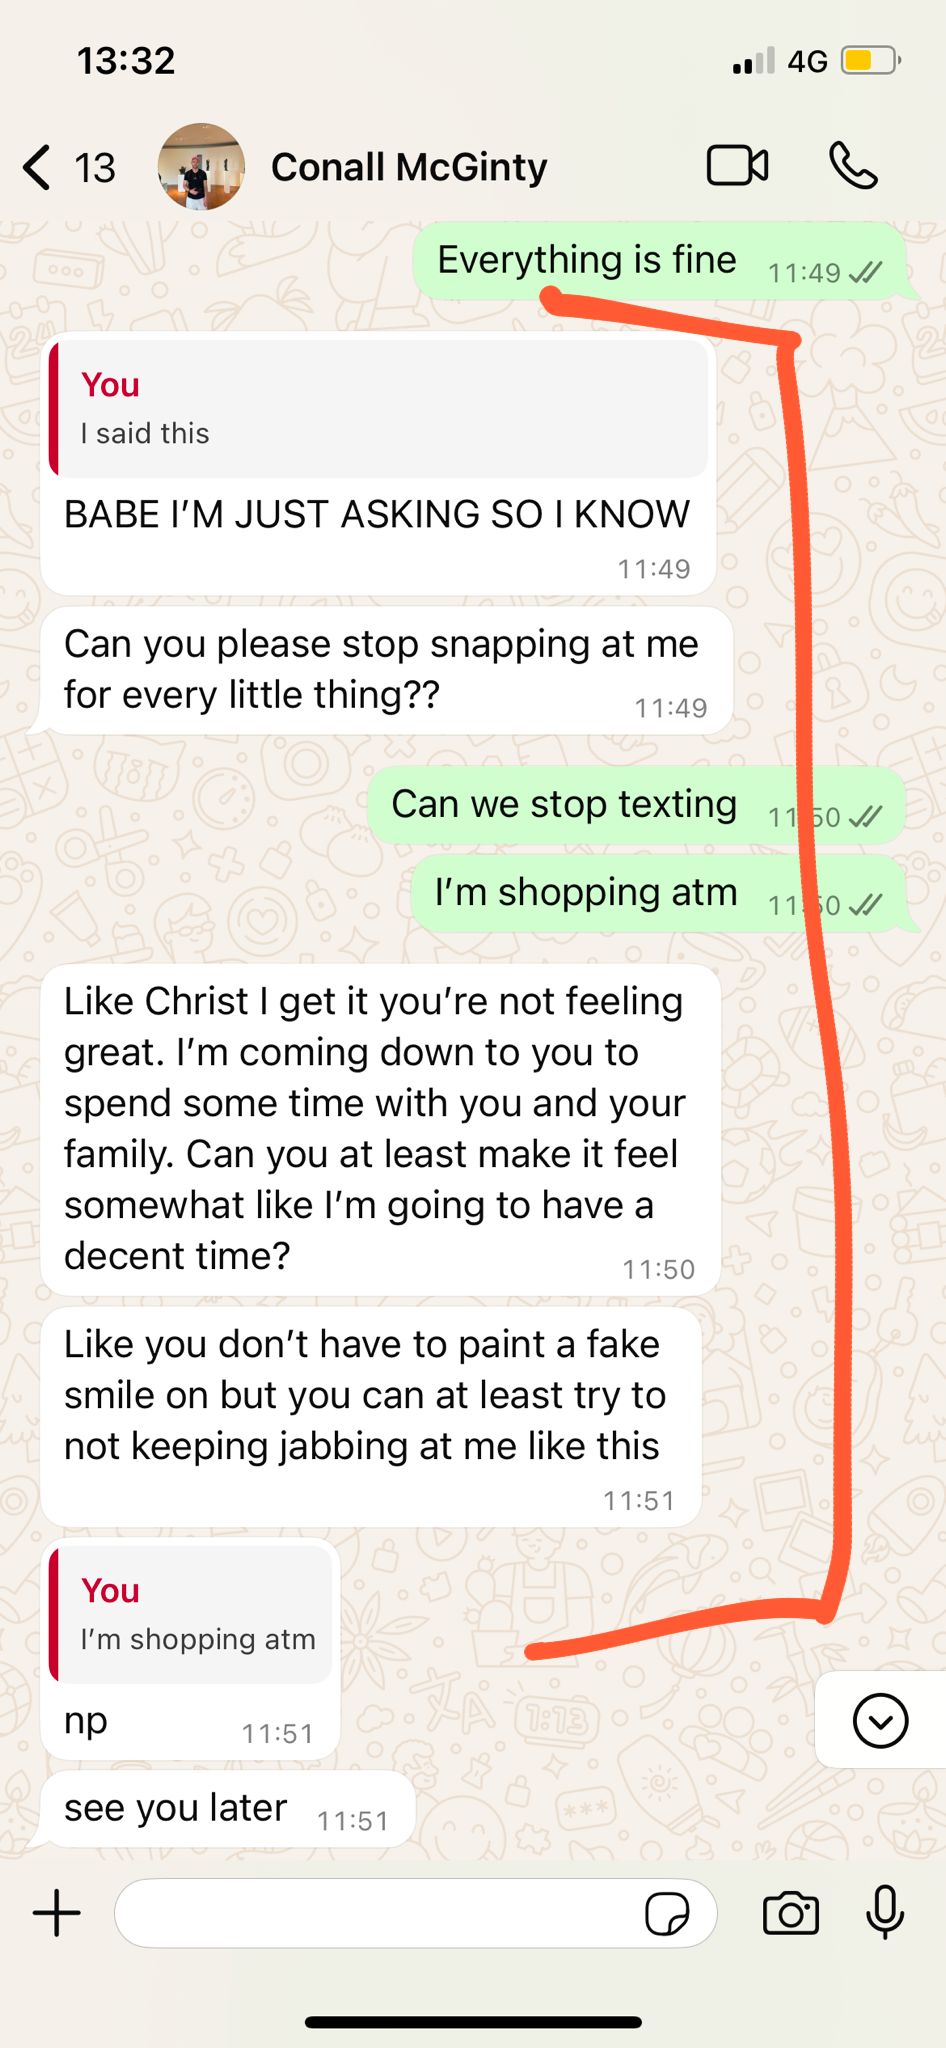 13:32
4G
13
Conall McGinty
Everything is fine
11:49
You
I said this
BABE I'M JUST ASKING SO I KNOW
11:49
Can you please stop snapping at me
for every little thing??
11:49
Can we stop texting
11:50
I'm shopping atm
11:50
Like Christ I get it you're not feeling
great. I'm coming down to you to
spend some time with you and your
family. Can you at least make it feel
somewhat like I'm going to have a
decent time?
11:50
Like you don't have to paint a fake
smile on but you can at least try to
not keeping jabbing at me like this
11:51
You
I'm shopping atm
np
11:51
see you later
11:51